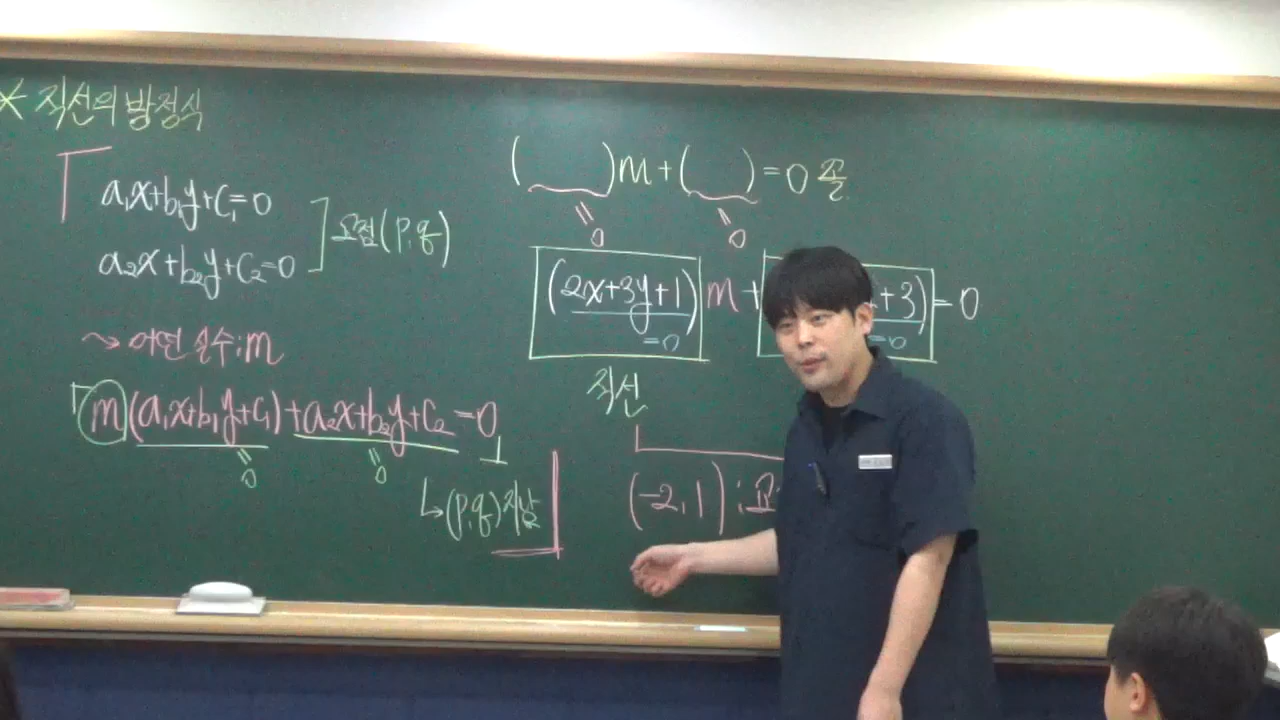 * 직선의 방정식
a₁x+b₁y+c₁=0
a₂x+b₂y+c₂=0
교점(p,q)
~> 어떤 실수:m
m(a₁x+b₁y+c₁)+a₂x+b₂y+c₂=0
=0 =0
↳(p,q)지남
( )m+( )=0 꼴
=0 =0
(2x+3y+1)m+ +3)=0
=0 =0
직선
(-2,1):교